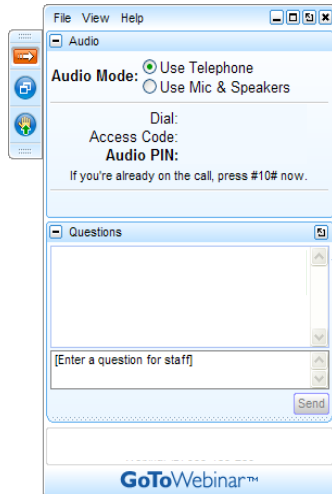 File View Help
Audio
Audio Mode: Use Telephone
Use Mic & Speakers
Dial:
Access Code:
Audio PIN:
If you're already on the call, press #10# now.
Questions
[Enter a question for staff]
Send
GoToWebinar™